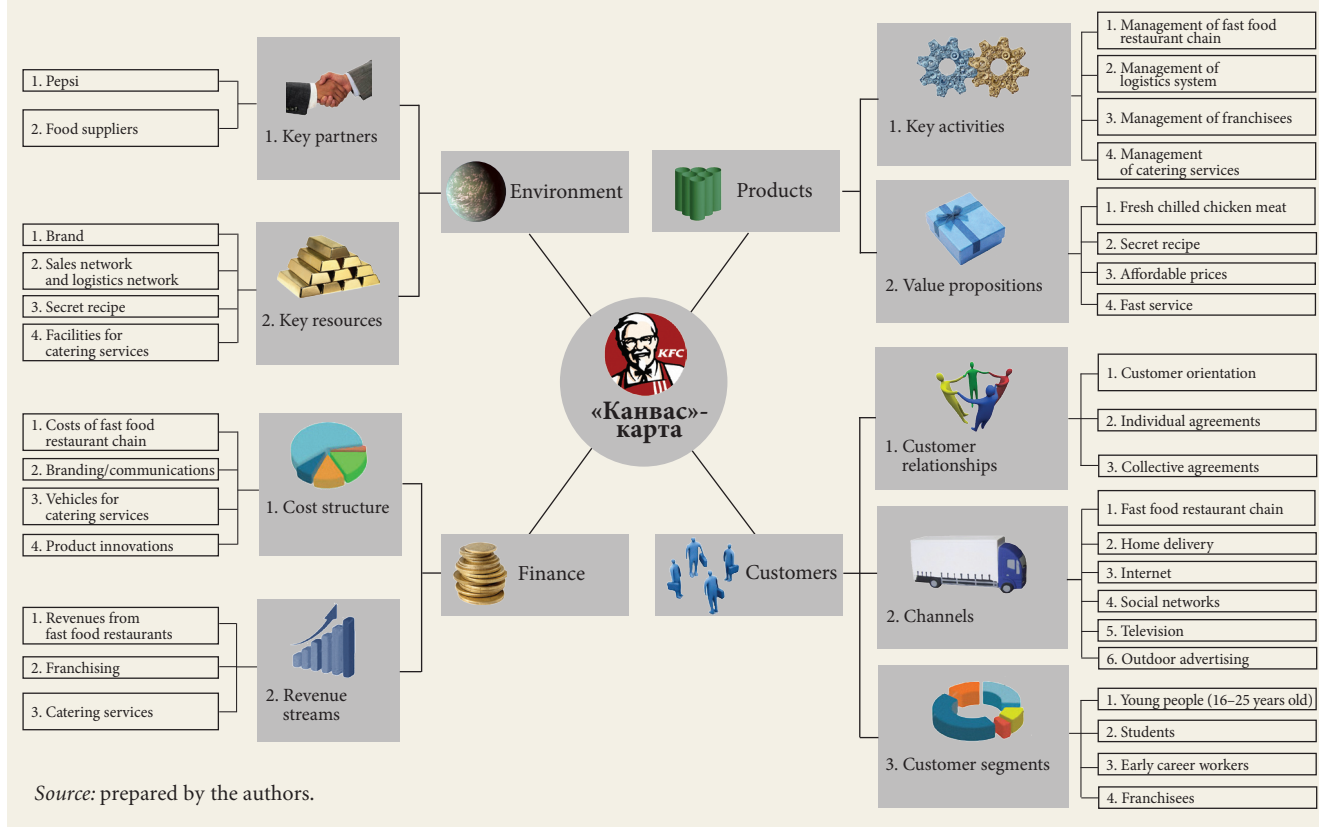 1. Pepsi
2. Food suppliers
1. Key partners
Environment
1. Brand
2. Sales network
and logistics network
3. Secret recipe
4. Facilities for
catering services
2. Key resources
Products
1. Key activities
1. Management of fast food
restaurant chain
2. Management of
logistics system
3. Management of franchisees
4. Management
of catering services
2. Value propositions
1. Fresh chilled chicken meat
2. Secret recipe
3. Affordable prices
4. Fast service
KFC
«Канвас»-
карта
1. Costs of fast food
restaurant chain
2. Branding/communications
3. Vehicles for
catering services
4. Product innovations
1. Cost structure
Finance
1. Revenues from
fast food restaurants
2. Franchising
3. Catering services
2. Revenue
streams
Customers
1. Customer
relationships
1. Customer orientation
2. Individual agreements
3. Collective agreements
2. Channels
1. Fast food restaurant chain
2. Home delivery
3. Internet
4. Social networks
5. Television
6. Outdoor advertising
3. Customer segments
1. Young people (16–25 years old)
2. Students
3. Early career workers
4. Franchisees
Source: prepared by the authors.